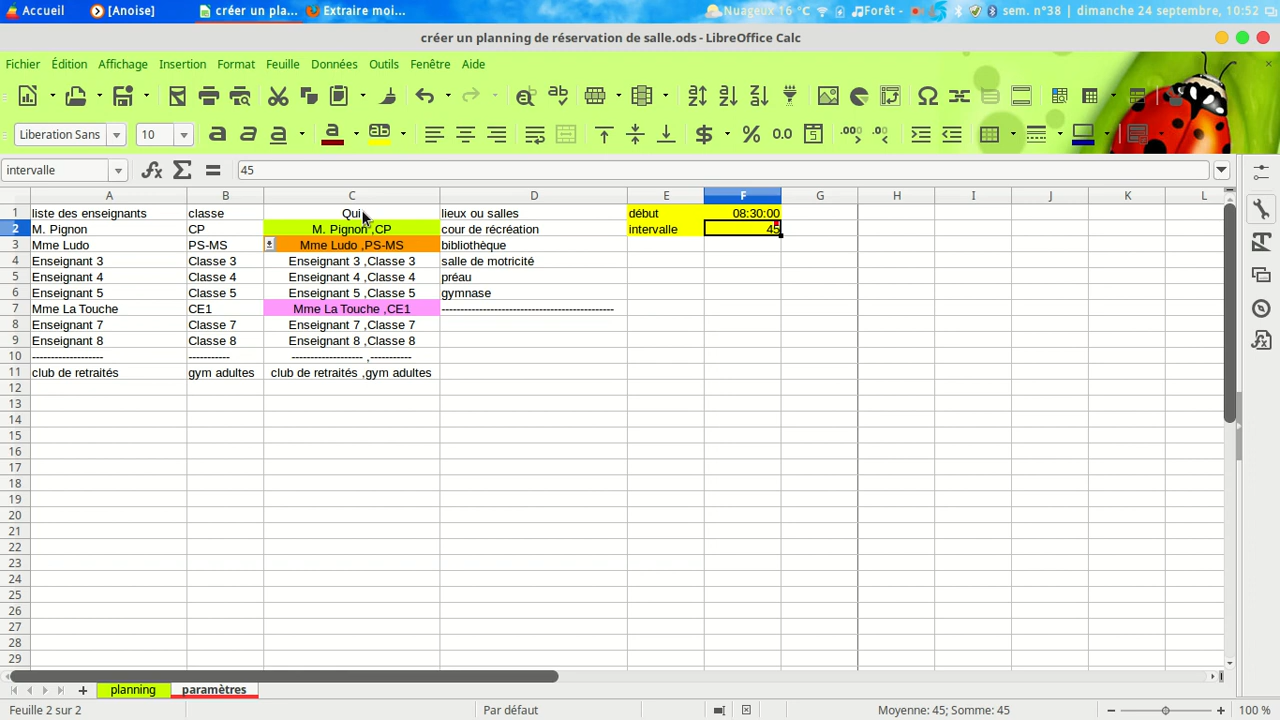 Accueil [Anoise] créer un pla... Extraire moi... Nuageux 16 °C Forêt - sem. n°38 | dimanche 24 septembre, 10:52
créer un planning de réservation de salle.ods - LibreOffice Calc
Fichier Édition Affichage Insertion Format Feuille Données Outils Fenêtre Aide
Liberation Sans 10
intervalle 45
A B C D E F G H I J K L
1 liste des enseignants classe Qui lieux ou salles début 08:30:00
2 M. Pignon CP M. Pignon ,CP cour de récréation intervalle 45
3 Mme Ludo PS-MS Mme Ludo ,PS-MS bibliothèque
4 Enseignant 3 Classe 3 Enseignant 3 ,Classe 3 salle de motricité
5 Enseignant 4 Classe 4 Enseignant 4 ,Classe 4 préau
6 Enseignant 5 Classe 5 Enseignant 5 ,Classe 5 gymnase
7 Mme La Touche CE1 Mme La Touche ,CE1 ----------------------------------------------
8 Enseignant 7 Classe 7 Enseignant 7 ,Classe 7
9 Enseignant 8 Classe 8 Enseignant 8 ,Classe 8
10 ------------------- ----------- ------------------- ,-----------
11 club de retraités gym adultes club de retraités ,gym adultes
12
13
14
15
16
17
18
19
20
21
22
23
24
25
26
27
28
29
planning paramètres
Feuille 2 sur 2 Par défaut Moyenne: 45; Somme: 45 100 %